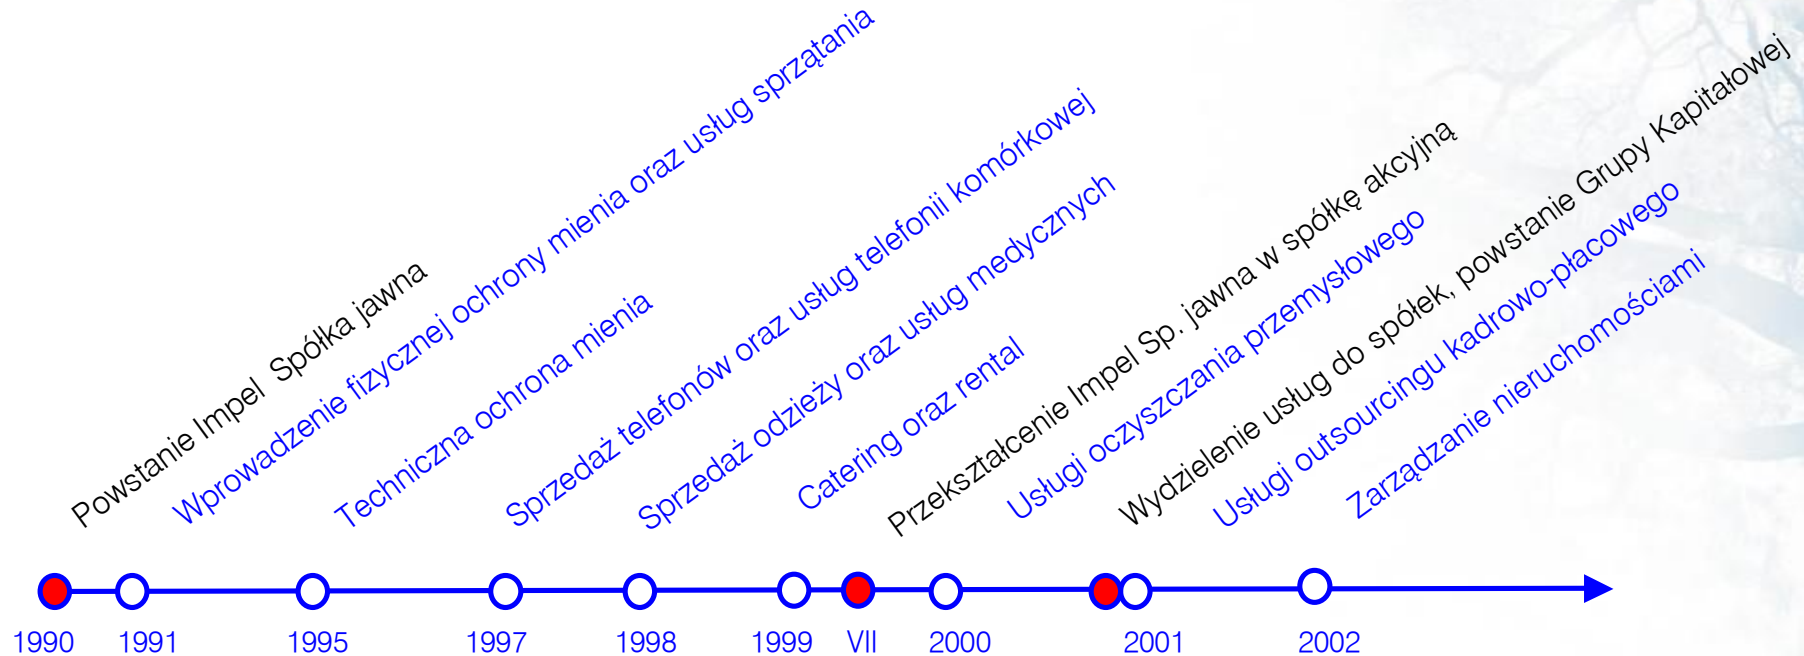 Powstanie Impel Spółka jawna
Wprowadzenie fizycznej ochrony mienia oraz usług sprzątania
Techniczna ochrona mienia
Sprzedaż telefonów oraz usług telefonii komórkowej
Sprzedaż odzieży oraz usług medycznych
Catering oraz rental
Przekształcenie Impel Sp. jawna w spółkę akcyjną
Usługi oczyszczania przemysłowego
Wydzielenie usług do spółek, powstanie Grupy Kapitałowej
Usługi outsourcingu kadrowo-płacowego
Zarządzanie nieruchomościami
1990 1991 1995 1997 1998 1999 VII 2000 2001 2002